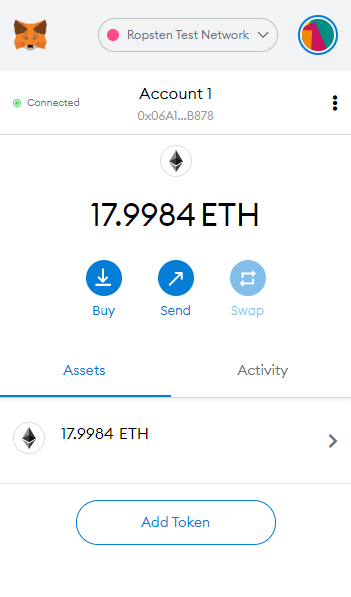 Ropsten Test Network
Connected
Account 1
0x06A1...B878
17.9984 ETH
Buy
Send
Swap
Assets
Activity
17.9984 ETH
Add Token